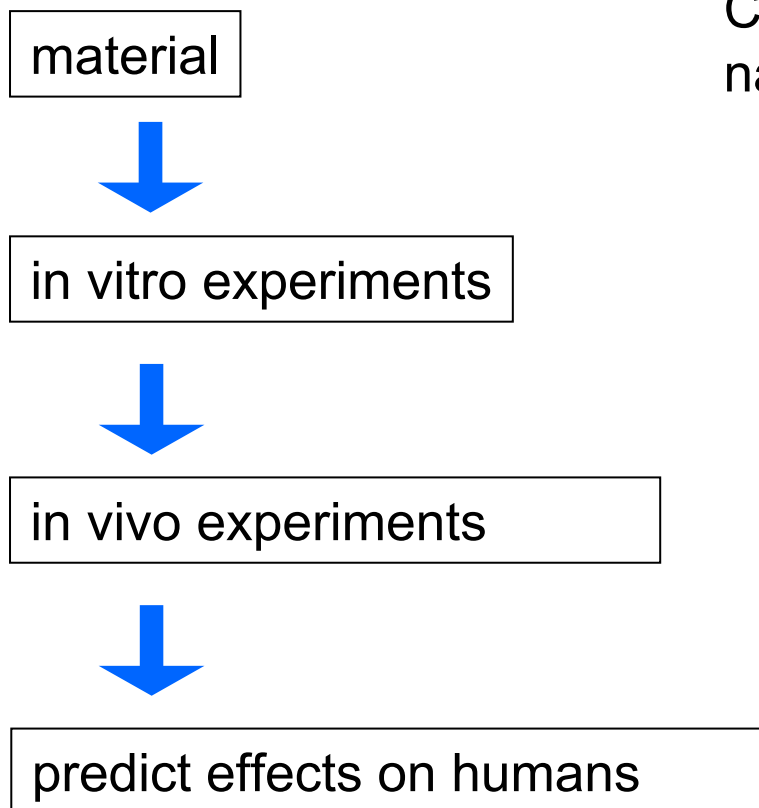 material
in vitro experiments
in vivo experiments
predict effects on humans